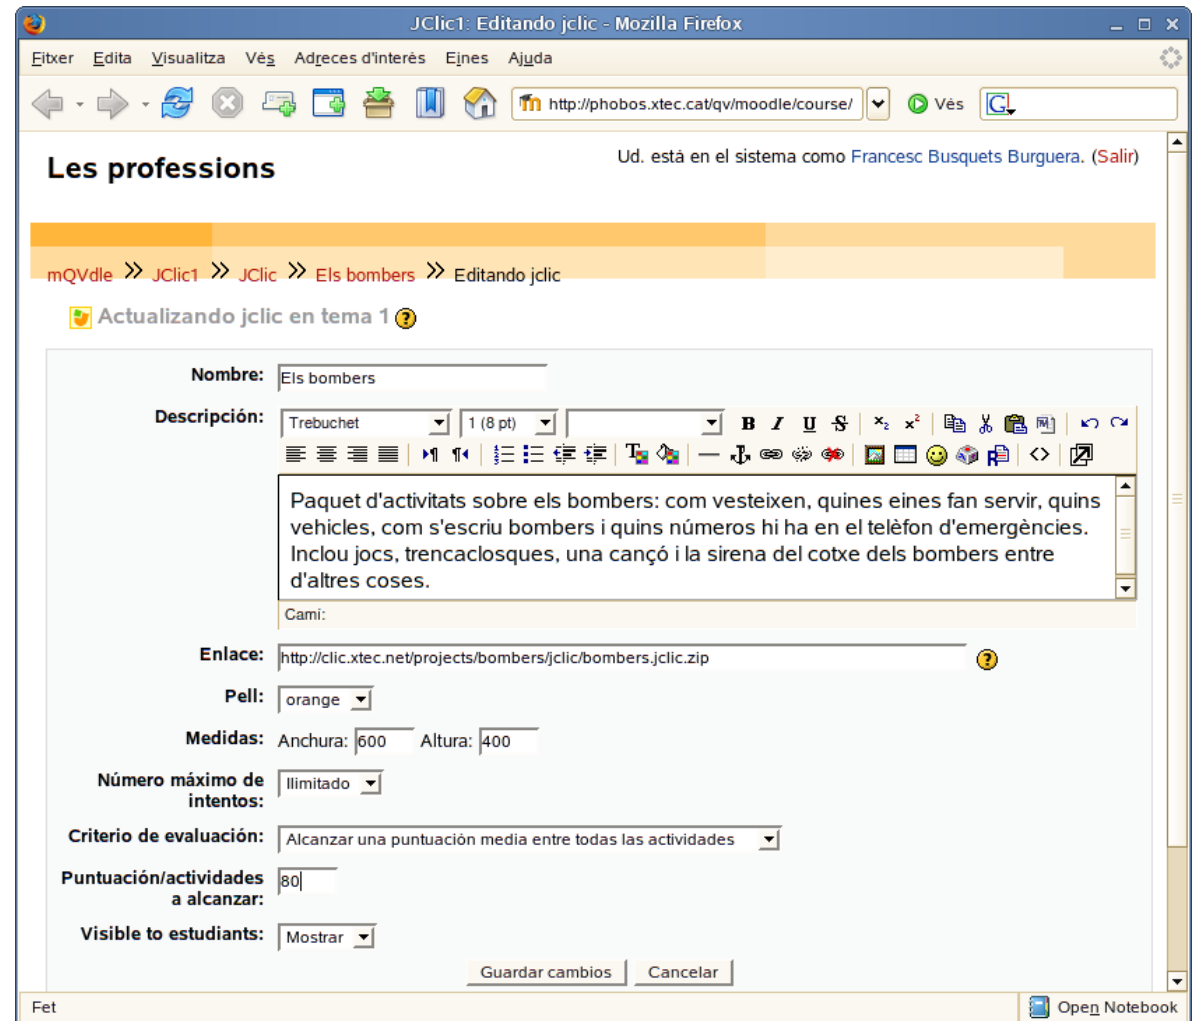 JClic1: Editando jclic - Mozilla Firefox
Fitxer Edita Visualitza Vés Adreces d'interès Eines Ajuda
http://phobos.xtec.cat/qv/moodle/course/ Vés G
Les professions
Ud. està en el sistema como Francesc Busquets Burguera. (Salir)
mQVdle » JClic1 » JClic » Els bombers » Editando jclic
Actualizando jclic en tema 1 ?
Nombre: Els bombers
Descripción: Trebuchet 1 (8 pt) B I U S x₂ x²
Paquet d'activitats sobre els bombers: com vesteixen, quines eines fan servir, quins
vehicles, com s'escriu bombers i quins números hi ha en el telèfon d'emergències.
Inclou jocs, trencaclosques, una cançó i la sirena del cotxe dels bombers entre
d'altres coses.
Camí:
Enlace: http://clic.xtec.net/projects/bombers/jclic/bombers.jclic.zip ?
Pell: orange
Medidas: Anchura: 600 Altura: 400
Número máximo de
intentos: Ilimitado
Criterio de evaluación: Alcanzar una puntuación media entre todas las actividades
Puntuación/actividades
a alcanzar: 80
Visible to estudiants: Mostrar
Guardar cambios Cancelar
Fet Open Notebook